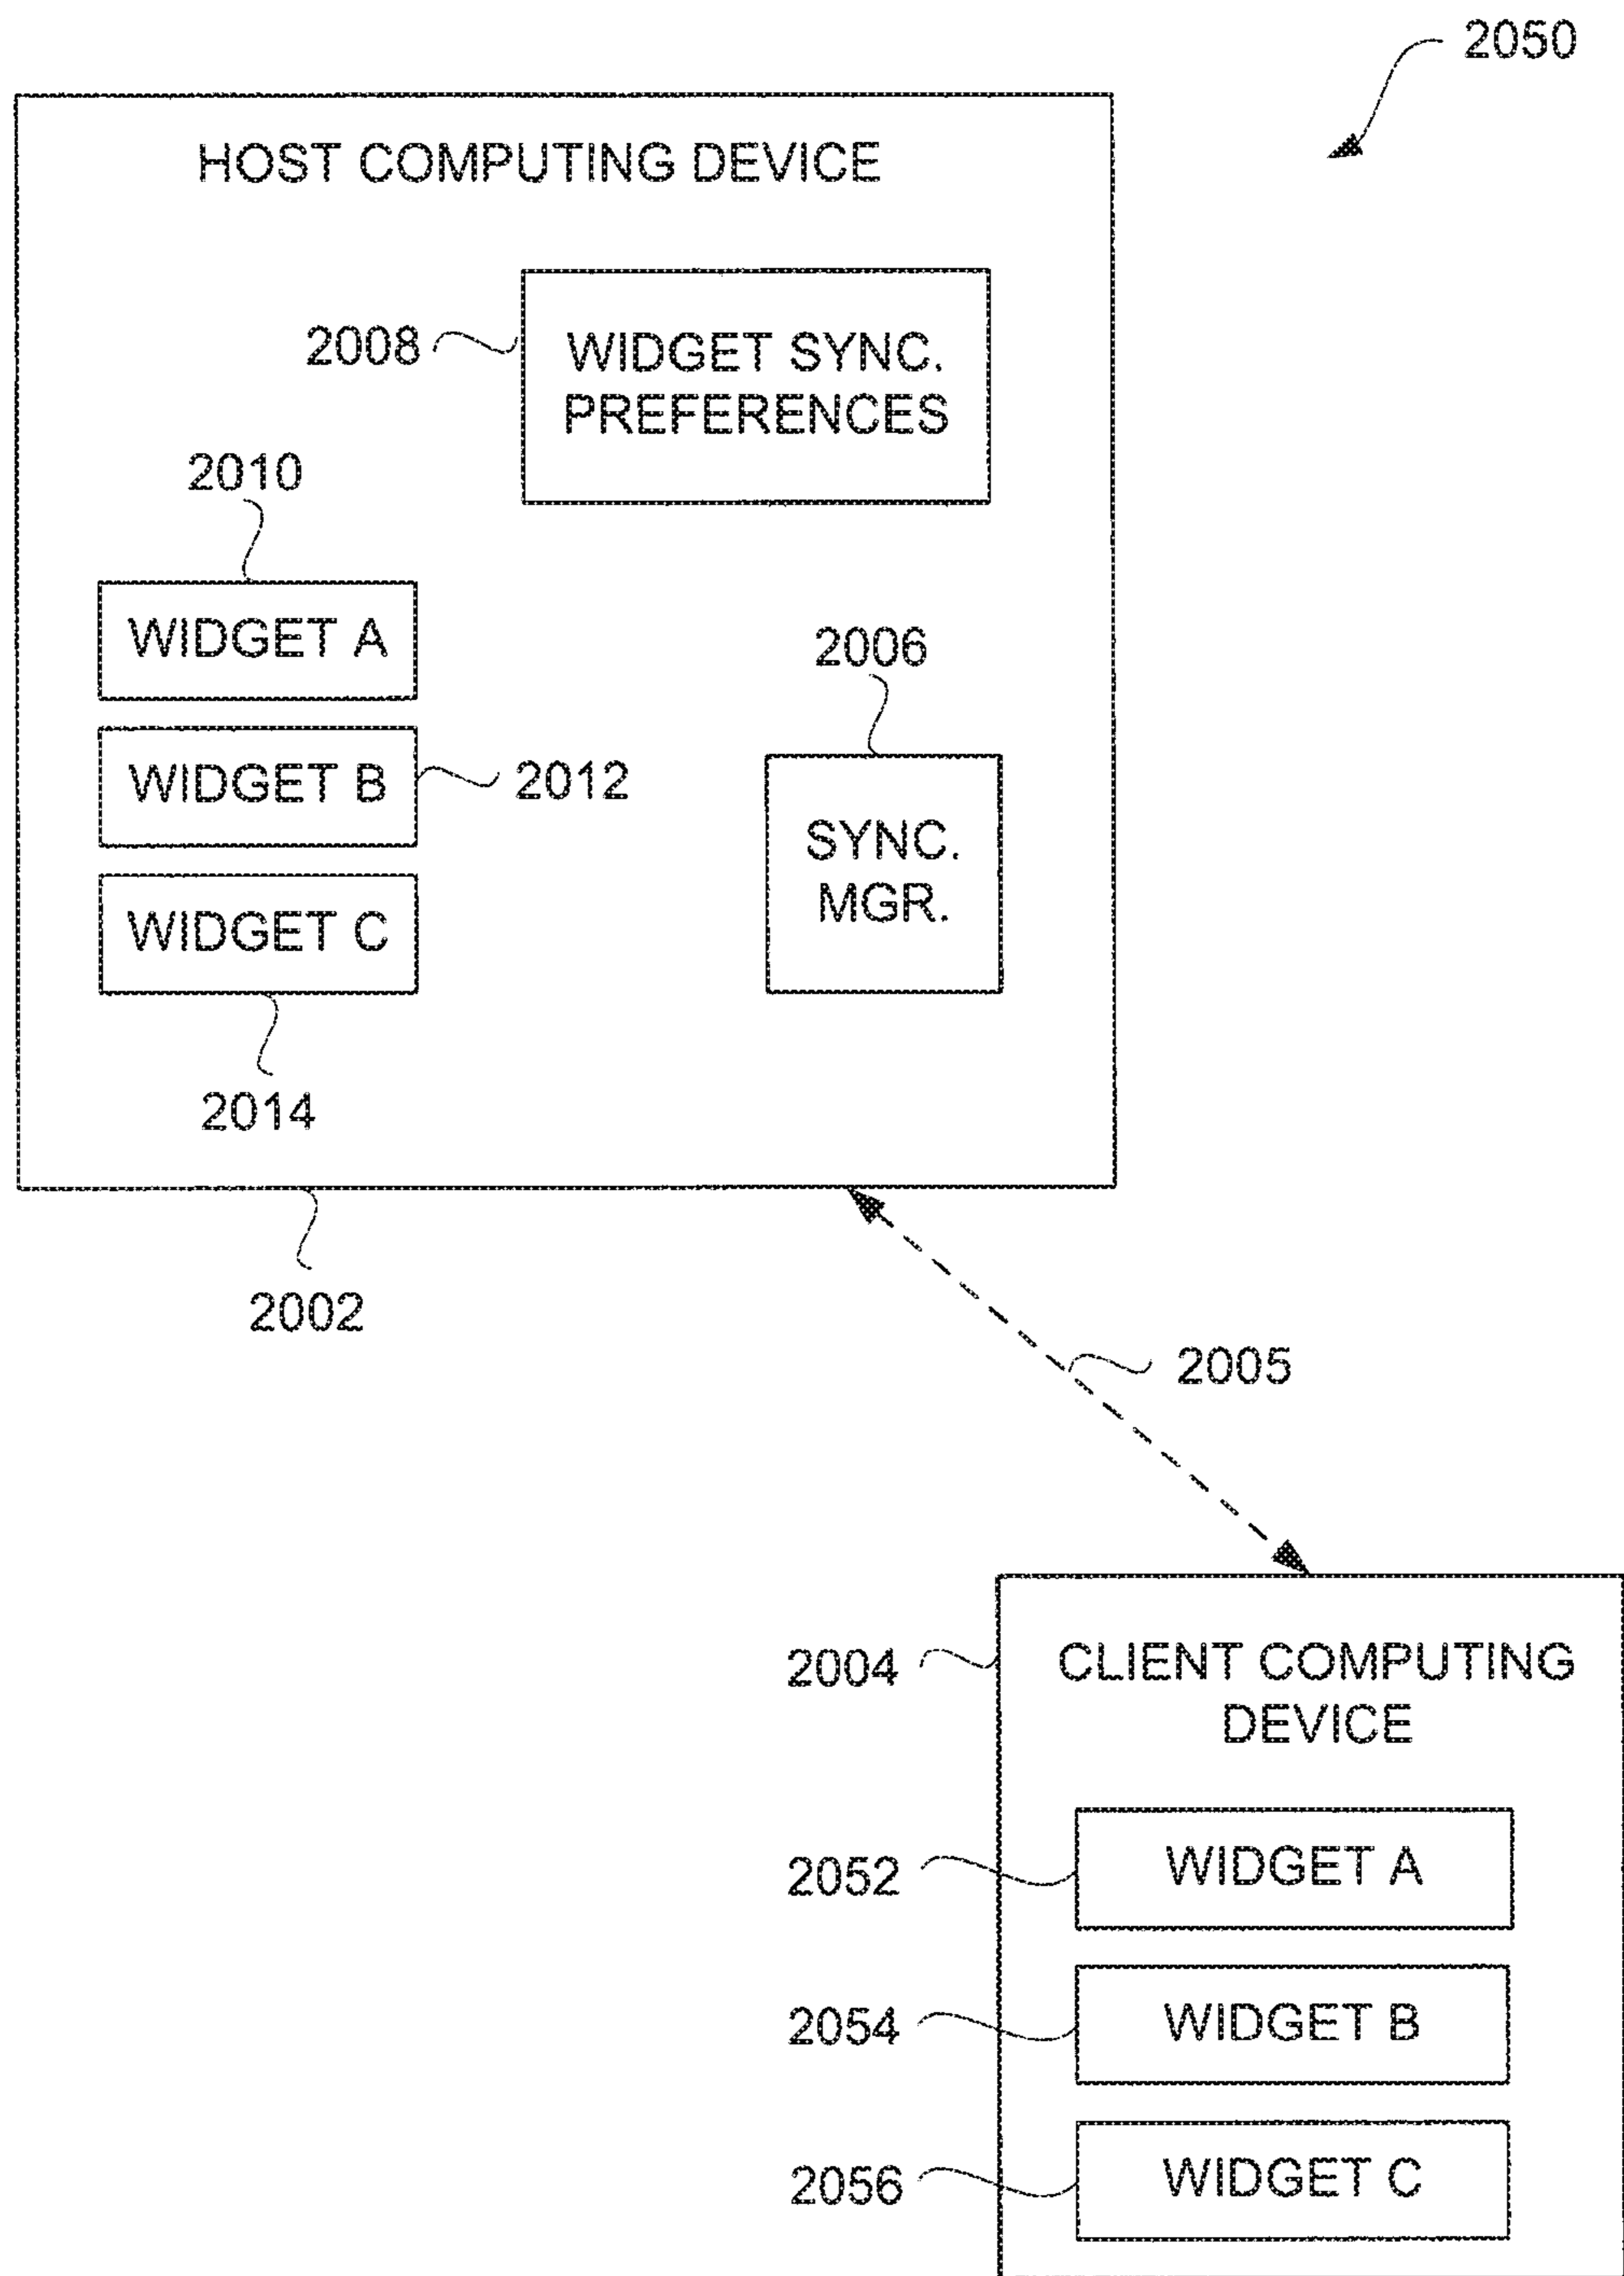 2050
HOST COMPUTING DEVICE
2008
WIDGET SYNC.
PREFERENCES
2010
WIDGET A
2006
WIDGET B
2012
SYNC.
MGR.
WIDGET C
2014
2002
2005
2004
CLIENT COMPUTING
DEVICE
2052
WIDGET A
2054
WIDGET B
2056
WIDGET C